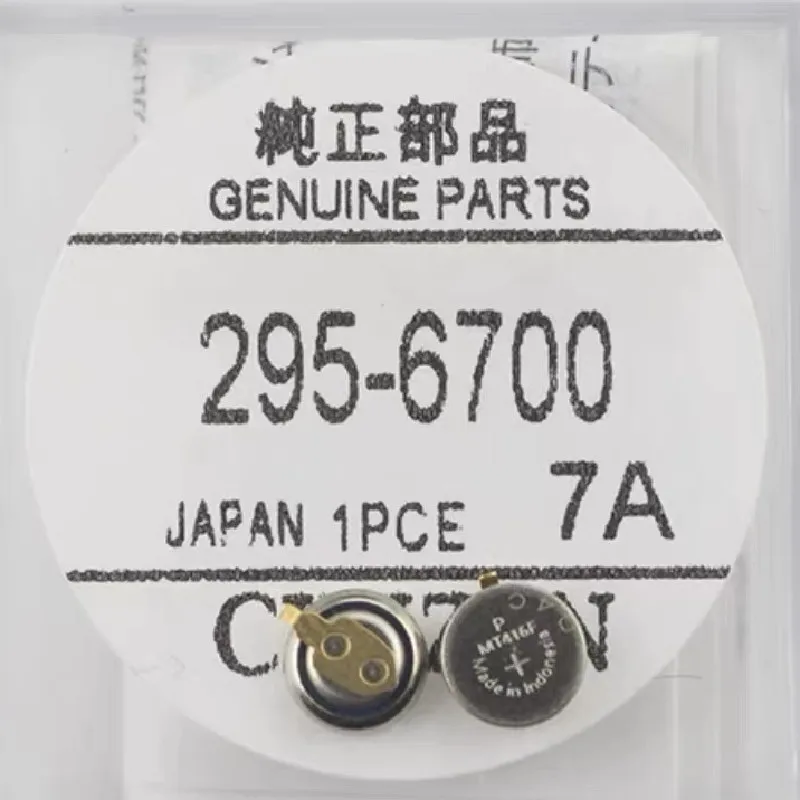 純正部品
GENUINE PARTS
295-6700
7A
JAPAN 1PCE
P
MT416F
+
Made in Indonesia